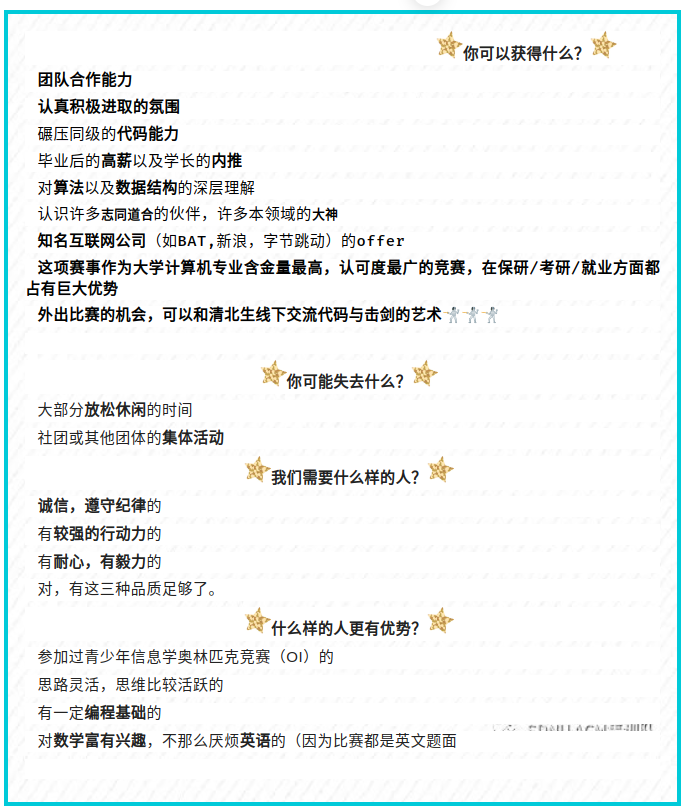 你可以获得什么？
团队合作能力
认真积极进取的氛围
碾压同级的代码能力
毕业后的高薪以及学长的内推
对算法以及数据结构的深层理解
认识许多志同道合的伙伴，许多本领域的大神
知名互联网公司（如BAT,新浪，字节跳动）的offer
这项赛事作为大学计算机专业含金量最高，认可度最广的竞赛，在保研/考研/就业方面都
占有巨大优势
外出比赛的机会，可以和清北生线下交流代码与击剑的艺术🤺🤺🤺
你可能失去什么？
大部分放松休闲的时间
社团或其他团体的集体活动
我们需要什么样的人？
诚信，遵守纪律的
有较强的行动力的
有耐心，有毅力的
对，有这三种品质足够了。
什么样的人更有优势？
参加过青少年信息学奥林匹克竞赛（OI）的
思路灵活，思维比较活跃的
有一定编程基础的
对数学富有兴趣，不那么厌烦英语的（因为比赛都是英文题面